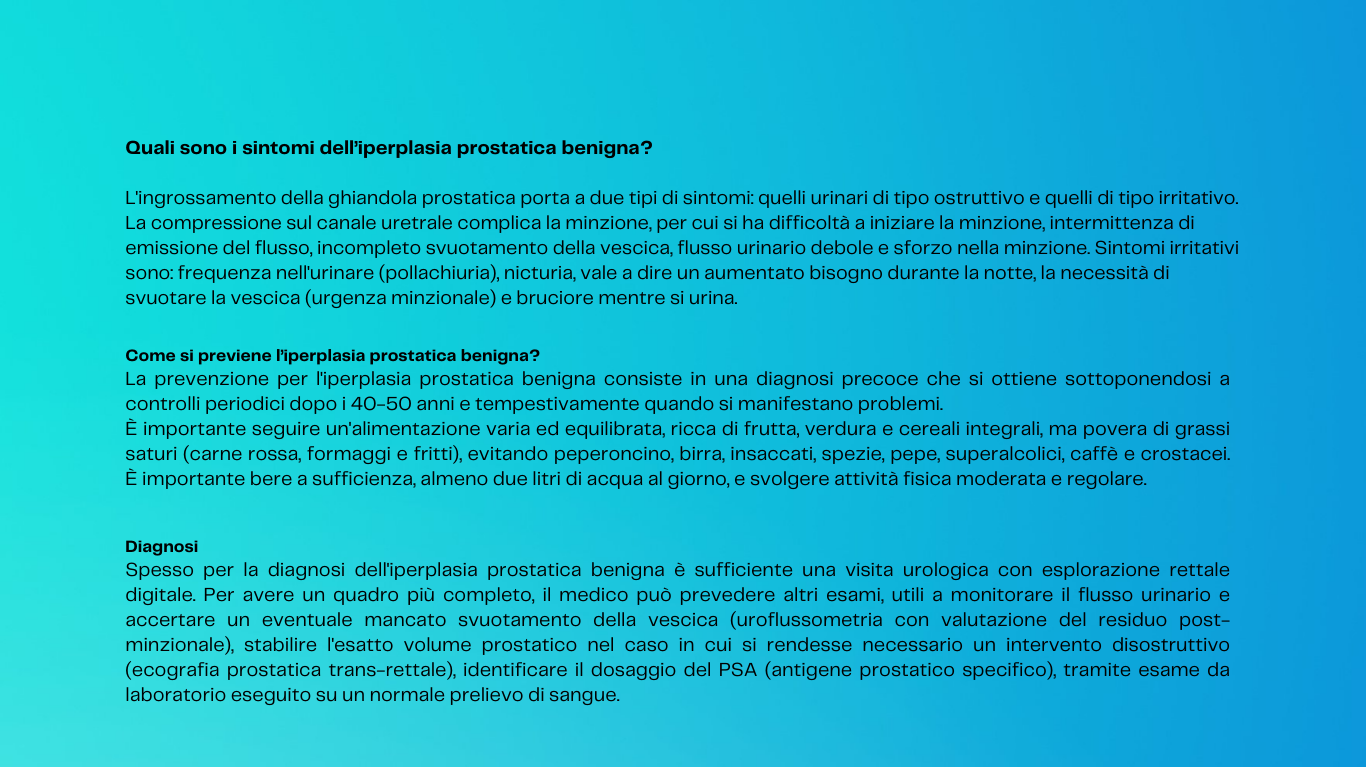 Quali sono i sintomi dell'iperplasia prostatica benigna?
L'ingrossamento della ghiandola prostatica porta a due tipi di sintomi: quelli urinari di tipo ostruttivo e quelli di tipo irritativo.
La compressione sul canale uretrale complica la minzione, per cui si ha difficoltà a iniziare la minzione, intermittenza di
emissione del flusso, incompleto svuotamento della vescica, flusso urinario debole e sforzo nella minzione. Sintomi irritativi
sono: frequenza nell'urinare (pollachiuria), nicturia, vale a dire un aumentato bisogno durante la notte, la necessità di
svuotare la vescica (urgenza minzionale) e bruciore mentre si urina.
Come si previene l'iperplasia prostatica benigna?
La prevenzione per l'iperplasia prostatica benigna consiste in una diagnosi precoce che si ottiene sottoponendosi a
controlli periodici dopo i 40-50 anni e tempestivamente quando si manifestano problemi.
È importante seguire un'alimentazione varia ed equilibrata, ricca di frutta, verdura e cereali integrali, ma povera di grassi
saturi (carne rossa, formaggi e fritti), evitando peperoncino, birra, insaccati, spezie, pepe, superalcolici, caffè e crostacei.
È importante bere a sufficienza, almeno due litri di acqua al giorno, e svolgere attività fisica moderata e regolare.
Diagnosi
Spesso per la diagnosi dell'iperplasia prostatica benigna è sufficiente una visita urologica con esplorazione rettale
digitale. Per avere un quadro più completo, il medico può prevedere altri esami, utili a monitorare il flusso urinario e
accertare un eventuale mancato svuotamento della vescica (uroflussometria con valutazione del residuo post-
minzionale), stabilire l'esatto volume prostatico nel caso in cui si rendesse necessario un intervento disostruttivo
(ecografia prostatica trans-rettale), identificare il dosaggio del PSA (antigene prostatico specifico), tramite esame da
laboratorio eseguito su un normale prelievo di sangue.